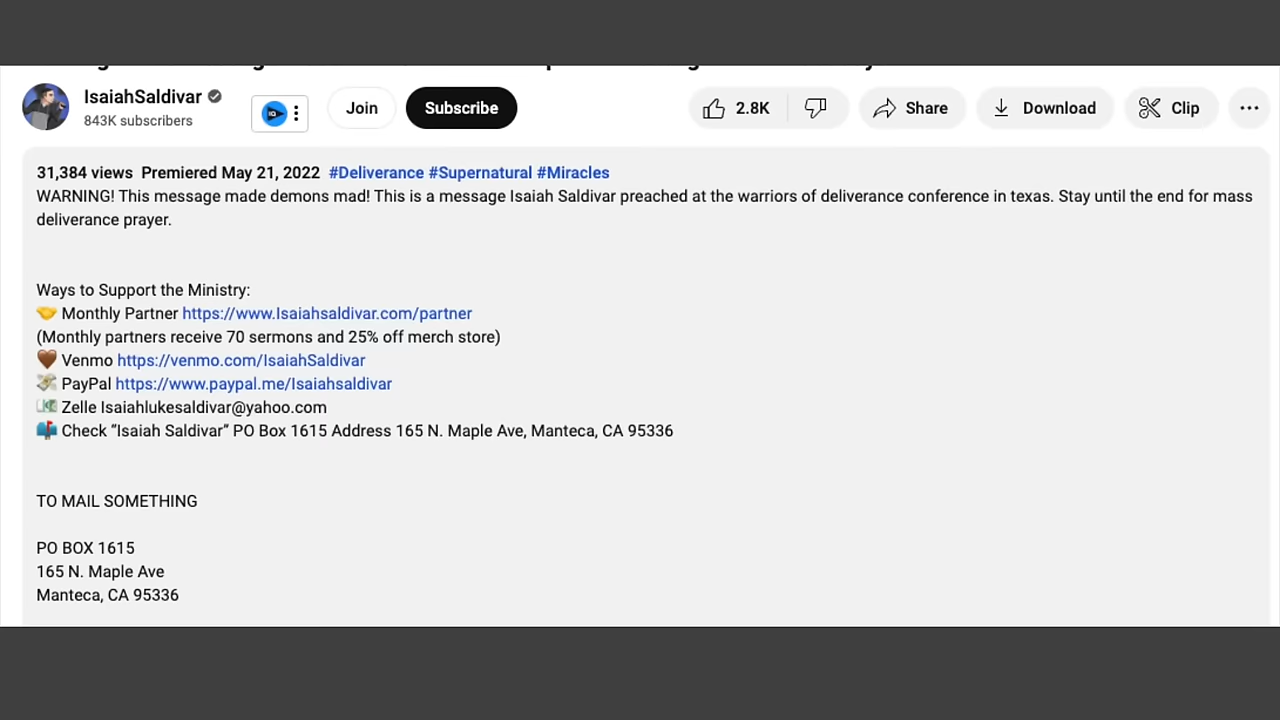 IsaiahSaldivar
843K subscribers
Join
Subscribe
2.8K
Share
Download
Clip
31,384 views Premiered May 21, 2022 #Deliverance #Supernatural #Miracles
WARNING! This message made demons mad! This is a message Isaiah Saldivar preached at the warriors of deliverance conference in texas. Stay until the end for mass
deliverance prayer.
Ways to Support the Ministry:
🤝 Monthly Partner https://www.Isaiahsaldivar.com/partner
(Monthly partners receive 70 sermons and 25% off merch store)
🤎 Venmo https://venmo.com/IsaiahSaldivar
💸 PayPal https://www.paypal.me/Isaiahsaldivar
💵 Zelle Isaiahlukesaldivar@yahoo.com
📫 Check “Isaiah Saldivar” PO Box 1615 Address 165 N. Maple Ave, Manteca, CA 95336
TO MAIL SOMETHING
PO BOX 1615
165 N. Maple Ave
Manteca, CA 95336